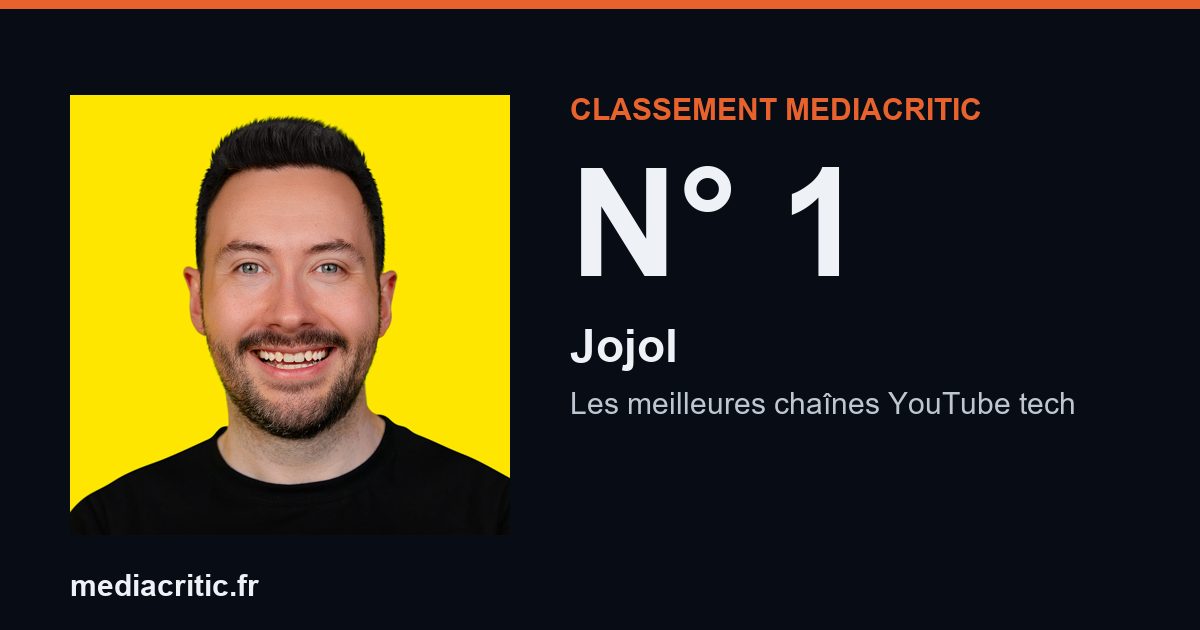 CLASSEMENT MEDIACRITIC
N° 1
Jojol
Les meilleures chaînes YouTube tech
mediacritic.fr